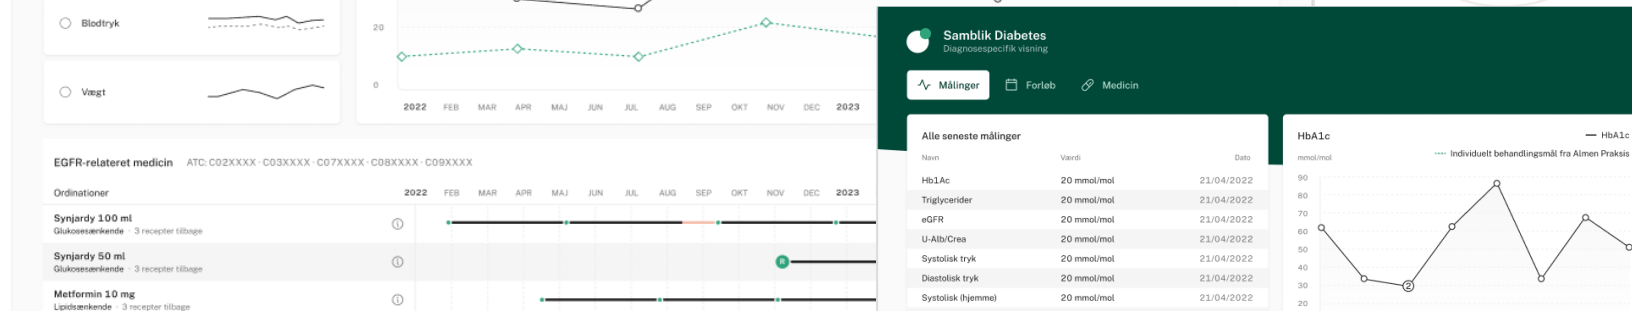 Blodtryk
Vægt
20
0
2022 FEB MAR APR MAJ JUN JUL AUG SEP OKT NOV DEC 2023
EGFR-relateret medicin ATC: C02XXXX · C03XXXX · C07XXXX · C08XXXX · C09XXXX
Ordinationer 2022 FEB MAR APR MAJ JUN JUL AUG SEP OKT NOV DEC 2023
Synjardy 100 ml
Glukosesænkende · 3 recepter tilbage
Synjardy 50 ml
Glukosesænkende · 3 recepter tilbage
R
Metformin 10 mg
Lipidsænkende · 3 recepter tilbage
Samblik Diabetes
Diagnosespecifik visning
Målinger Forløb Medicin
Alle seneste målinger
Navn Værdi Dato
Hb1Ac 20 mmol/mol 21/04/2022
Triglycerider 20 mmol/mol 21/04/2022
eGFR 20 mmol/mol 21/04/2022
U-Alb/Crea 20 mmol/mol 21/04/2022
Systolisk tryk 20 mmol/mol 21/04/2022
Diastolisk tryk 20 mmol/mol 21/04/2022
Systolisk (hjemme) 20 mmol/mol 21/04/2022
HbA1c
HbA1c
mmol/mol
Individuelt behandlingsmål fra Almen Praksis
90
80
70
60
50
40
30
20
2